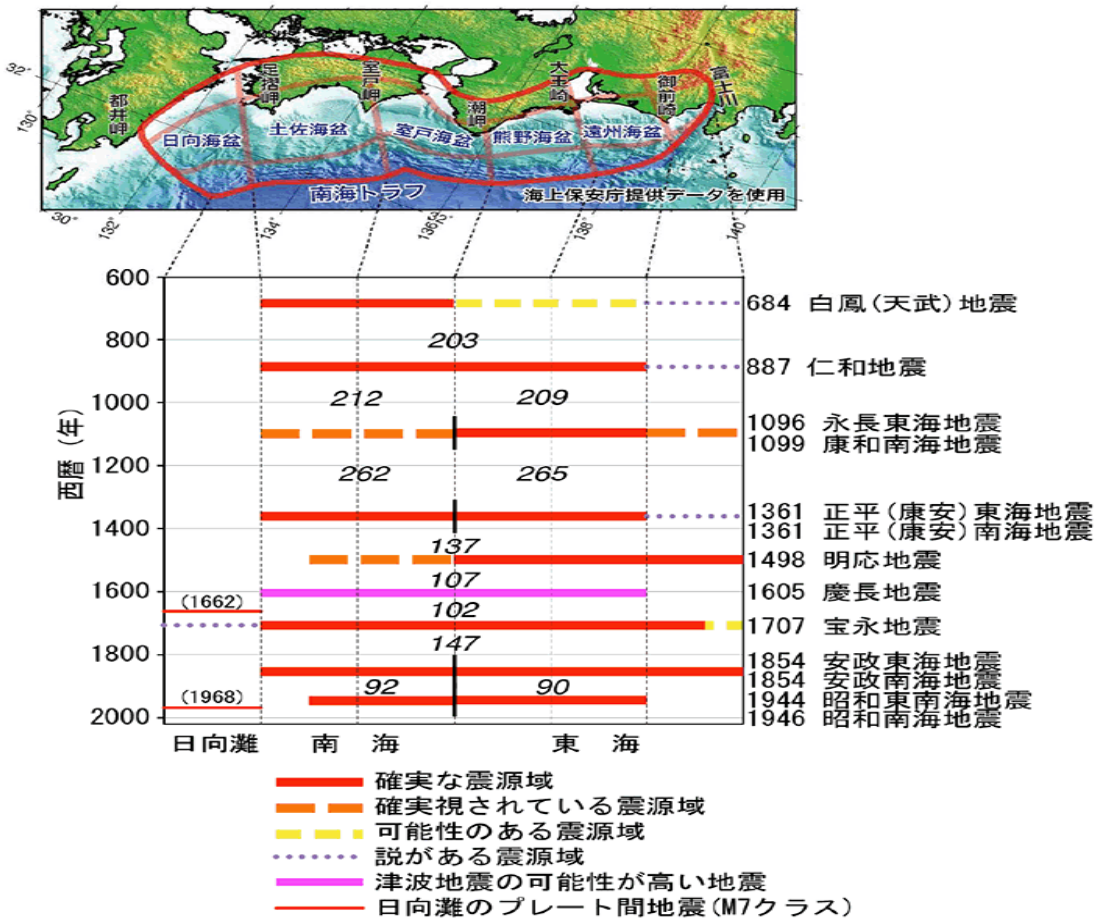 32°
130°
30°
132°
134°
136°
138°
140°
都井岬
足摺岬
室戸岬
潮岬
大王崎
御前崎
富士川
日向海盆
土佐海盆
室戸海盆
熊野海盆
遠州海盆
南海トラフ
海上保安庁提供データを使用
西暦(年)
600
800
1000
1200
1400
1600
1800
2000
684 白鳳(天武)地震
203
887 仁和地震
212 209
1096 永長東海地震
1099 康和南海地震
262 265
1361 正平(康安)東海地震
1361 正平(康安)南海地震
137
1498 明応地震
107
1605 慶長地震
(1662)
102
1707 宝永地震
147
1854 安政東海地震
1854 安政南海地震
92 90
(1968)
1944 昭和東南海地震
1946 昭和南海地震
日向灘 南海 東海
確実な震源域
確実視されている震源域
可能性のある震源域
説がある震源域
津波地震の可能性が高い地震
日向灘のプレート間地震(M7クラス)